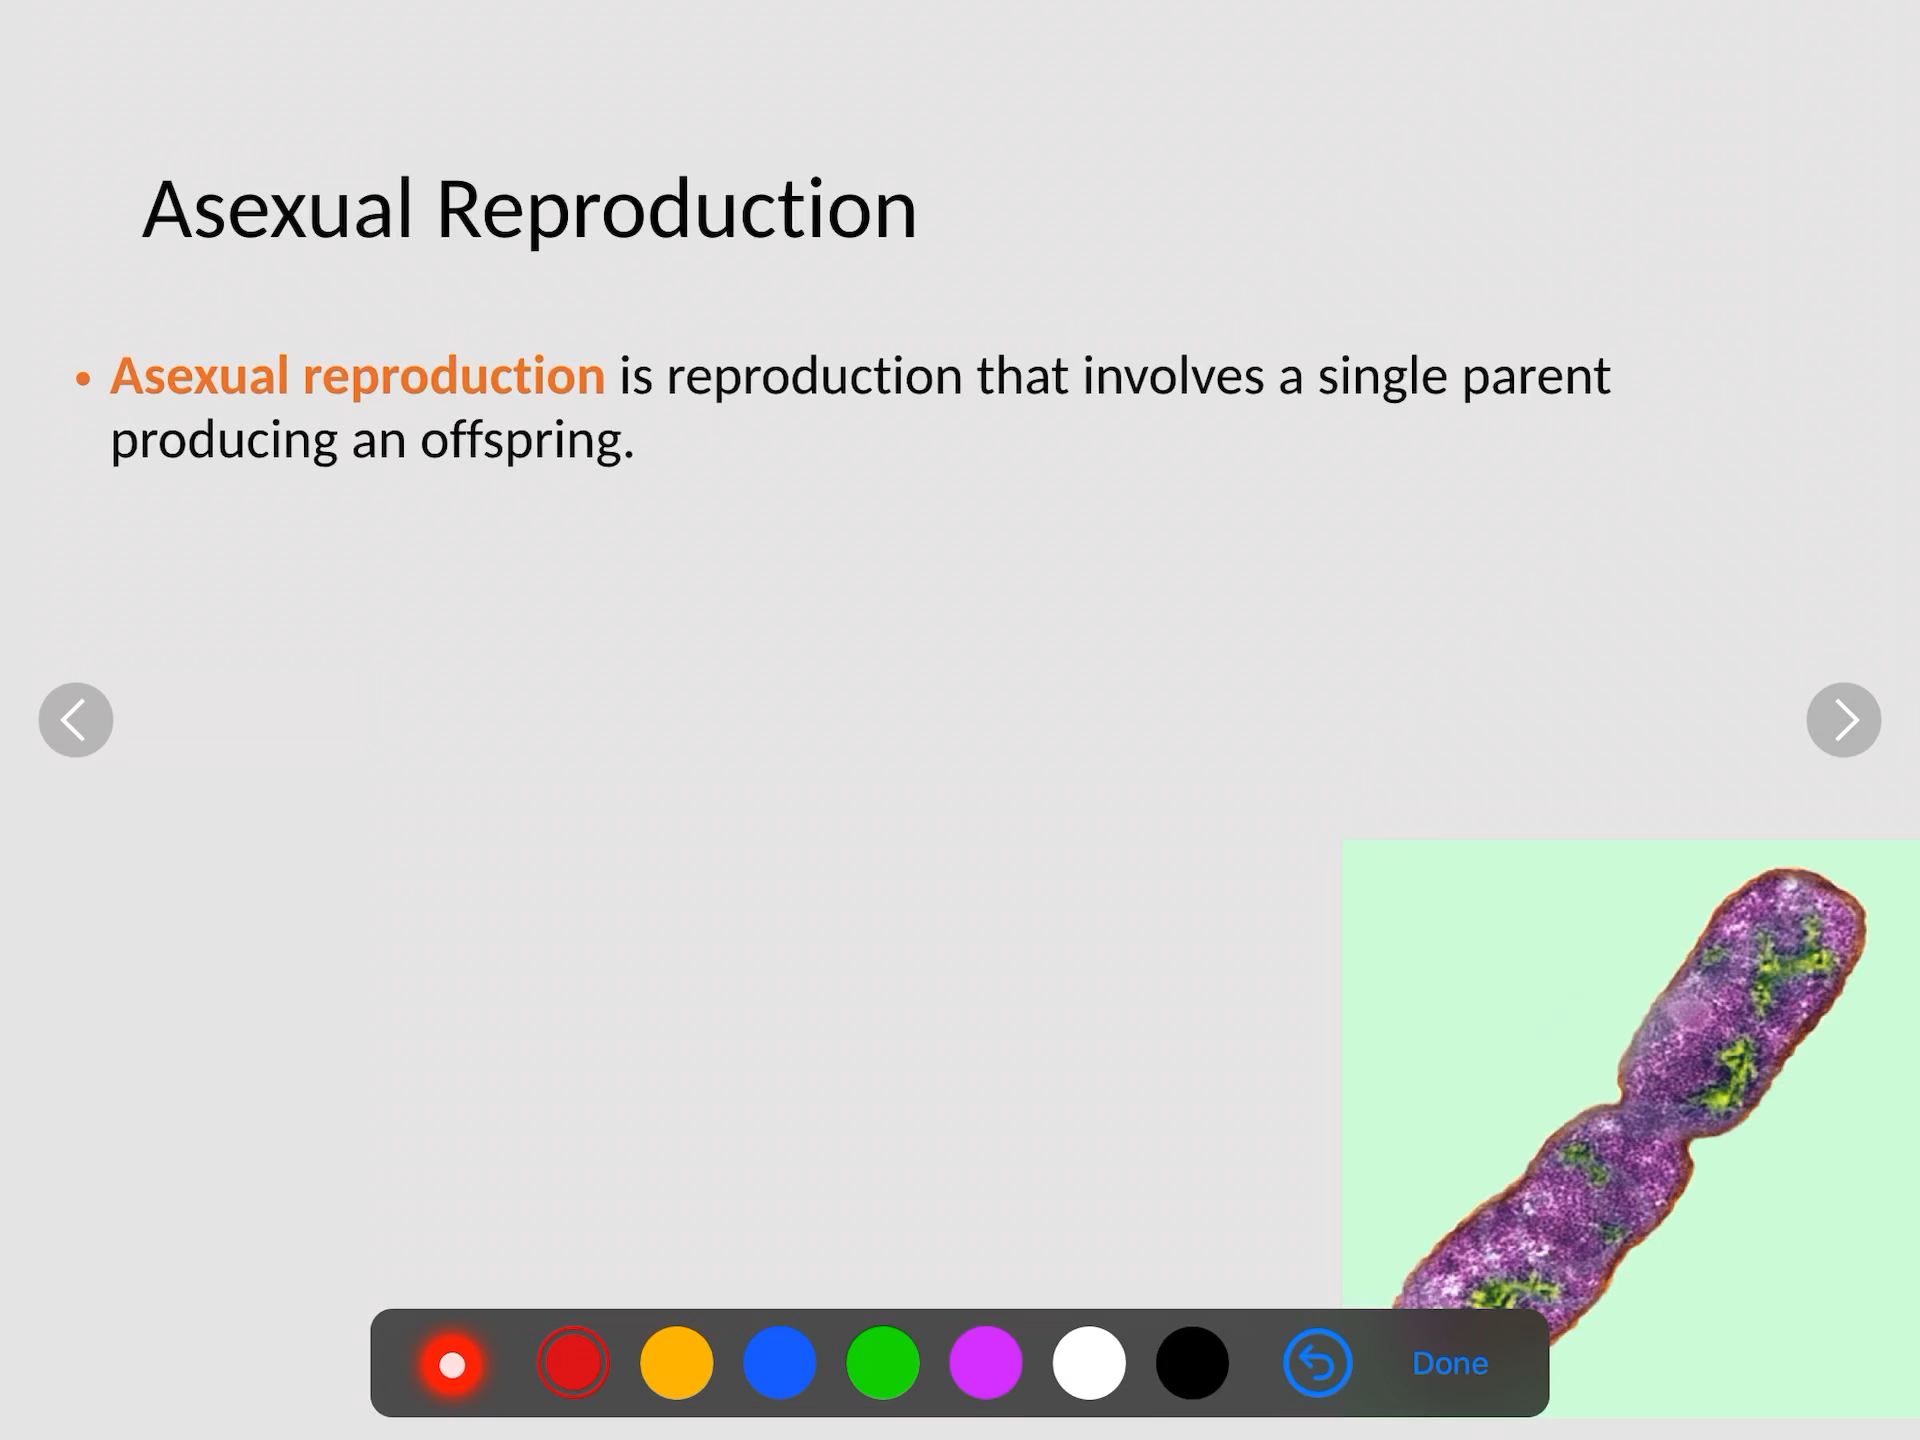 Asexual Reproduction
• Asexual reproduction is reproduction that involves a single parent
producing an offspring.
Done